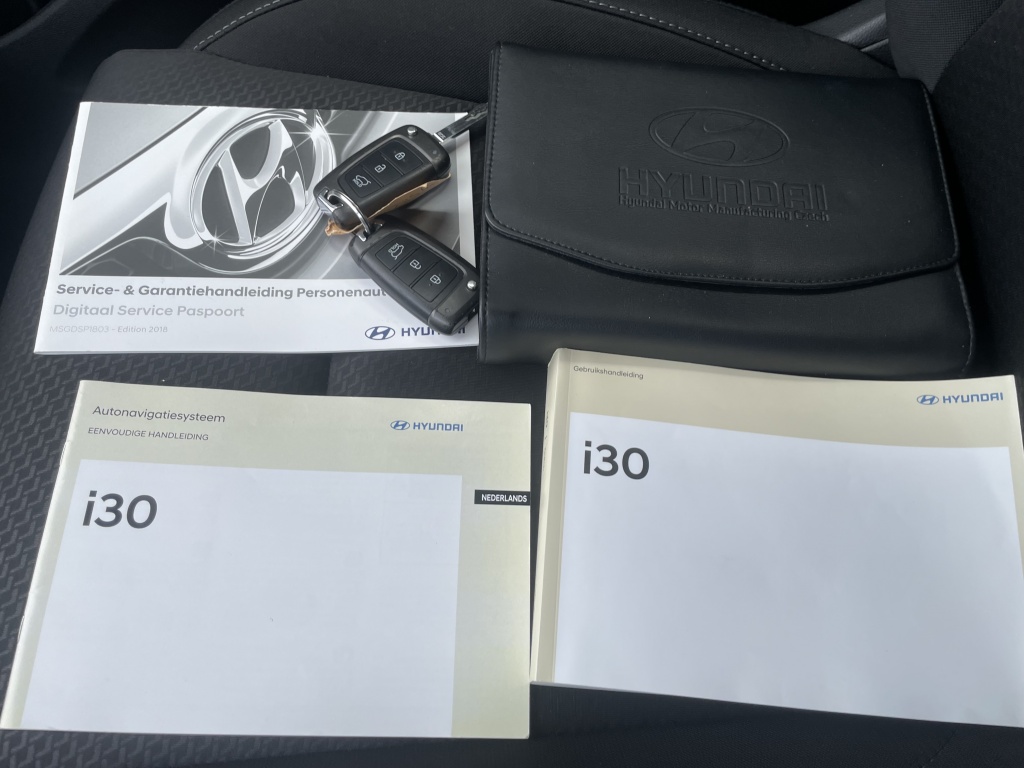 HYUNDAI
Hyundai Motor Manufacturing Czech
Service- & Garantiehandleiding Personenaut
Digitaal Service Paspoort
MSGDSP1803 - Edition 2018
HYUNDAI
Autonavigatiesysteem
EENVOUDIGE HANDLEIDING
HYUNDAI
i30
NEDERLANDS
Gebruikshandleiding
HYUNDAI
i30